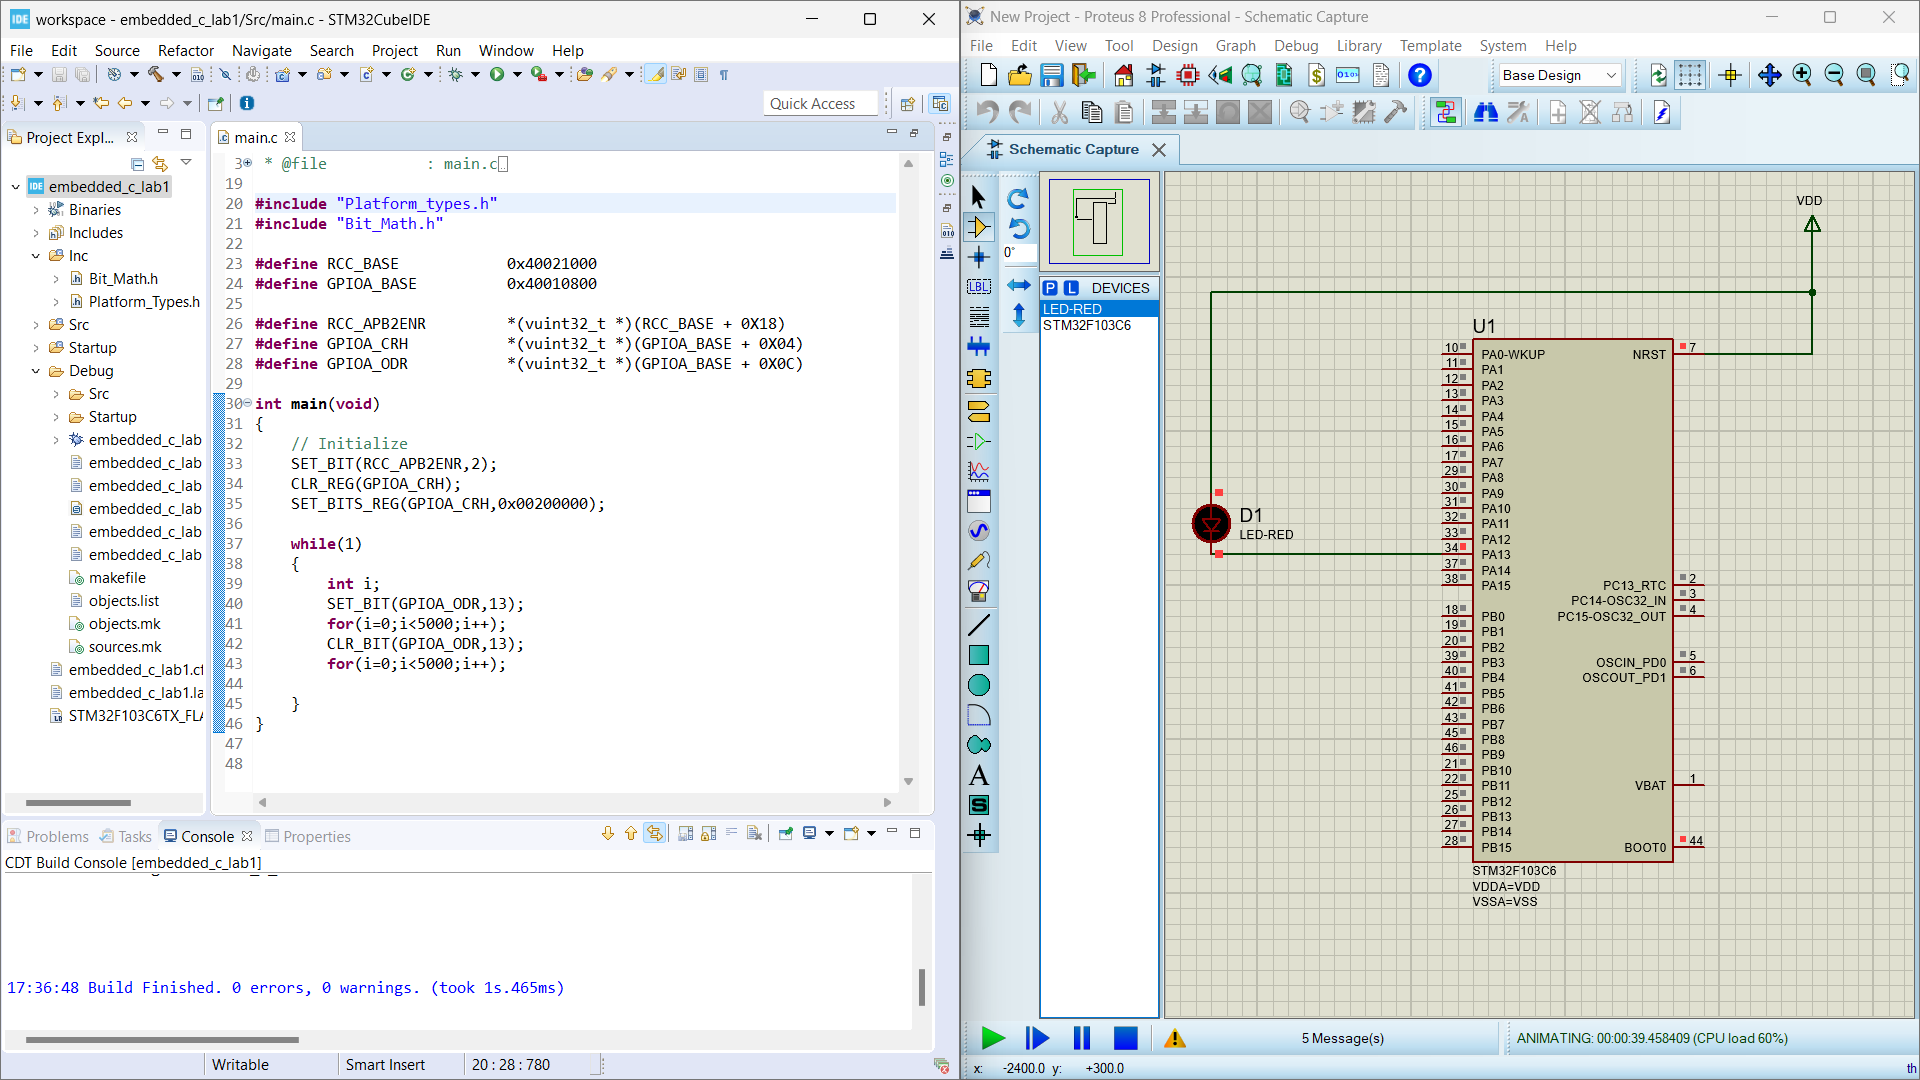 workspace - embedded_c_lab1/Src/main.c - STM32CubeIDE
File Edit Source Refactor Navigate Search Project Run Window Help
Quick Access
Project Expl...
embedded_c_lab1
Binaries
Includes
Inc
Bit_Math.h
Platform_Types.h
Src
Startup
Debug
Src
Startup
embedded_c_lab
embedded_c_lab
embedded_c_lab
embedded_c_lab
embedded_c_lab
embedded_c_lab
makefile
objects.list
objects.mk
sources.mk
embedded_c_lab1.cf
embedded_c_lab1.la
STM32F103C6TX_FLA
main.c
3 * @file : main.c
19
20 #include "Platform_types.h"
21 #include "Bit_Math.h"
22
23 #define RCC_BASE 0x40021000
24 #define GPIOA_BASE 0x40010800
25
26 #define RCC_APB2ENR *(vuint32_t *)(RCC_BASE + 0X18)
27 #define GPIOA_CRH *(vuint32_t *)(GPIOA_BASE + 0X04)
28 #define GPIOA_ODR *(vuint32_t *)(GPIOA_BASE + 0X0C)
29
30 int main(void)
31 {
32 // Initialize
33 SET_BIT(RCC_APB2ENR,2);
34 CLR_REG(GPIOA_CRH);
35 SET_BITS_REG(GPIOA_CRH,0x00200000);
36
37 while(1)
38 {
39 int i;
40 SET_BIT(GPIOA_ODR,13);
41 for(i=0;i<5000;i++);
42 CLR_BIT(GPIOA_ODR,13);
43 for(i=0;i<5000;i++);
44
45 }
46 }
47
48
Problems Tasks Console Properties
CDT Build Console [embedded_c_lab1]
17:36:48 Build Finished. 0 errors, 0 warnings. (took 1s.465ms)
Writable Smart Insert 20 : 28 : 780
New Project - Proteus 8 Professional - Schematic Capture
File Edit View Tool Design Graph Debug Library Template System Help
Base Design
Schematic Capture
0°
LBL
P L DEVICES
LED-RED
STM32F103C6
VDD
U1
10 PA0-WKUP NRST 7
11 PA1
12 PA2
13 PA3
14 PA4
15 PA5
16 PA6
17 PA7
29 PA8
30 PA9
31 PA10
32 PA11
33 PA12
34 PA13
37 PA14
38 PA15 PC13_RTC 2
PC14-OSC32_IN 3
18 PB0 PC15-OSC32_OUT 4
19 PB1
20 PB2
39 PB3 OSCIN_PD0 5
40 PB4 OSCOUT_PD1 6
41 PB5
42 PB6
43 PB7
45 PB8
46 PB9
21 PB10
22 PB11 VBAT 1
25 PB12
26 PB13
27 PB14
28 PB15 BOOT0 44
STM32F103C6
VDDA=VDD
VSSA=VSS
D1
LED-RED
A
S
5 Message(s) ANIMATING: 00:00:39.458409 (CPU load 60%)
x: -2400.0 y: +300.0 th